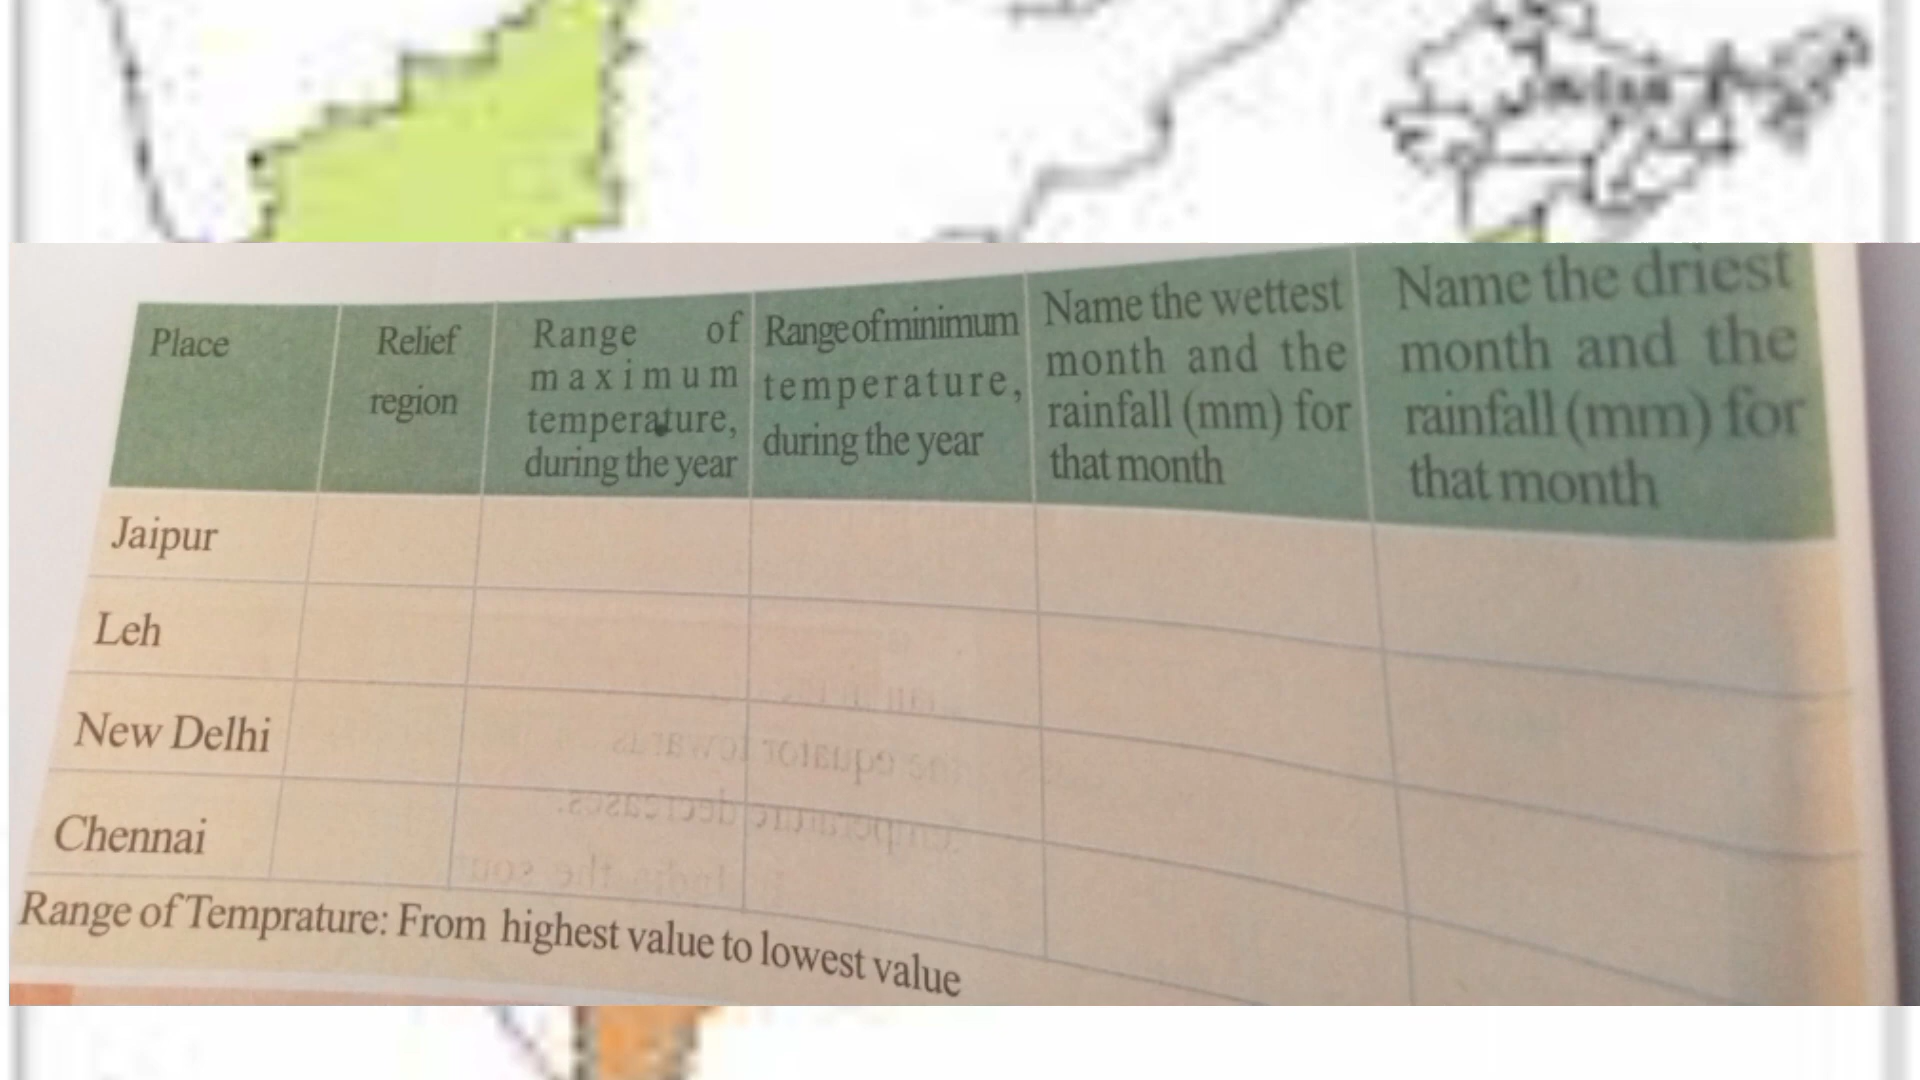 Place
Relief
region
Range of
maximum
temperature,
during the year
Range of minimum
temperature,
during the year
Name the wettest
month and the
rainfall (mm) for
that month
Name the driest
month and the
rainfall (mm) for
that month
Jaipur
Leh
New Delhi
Chennai
Range of Temprature: From highest value to lowest value